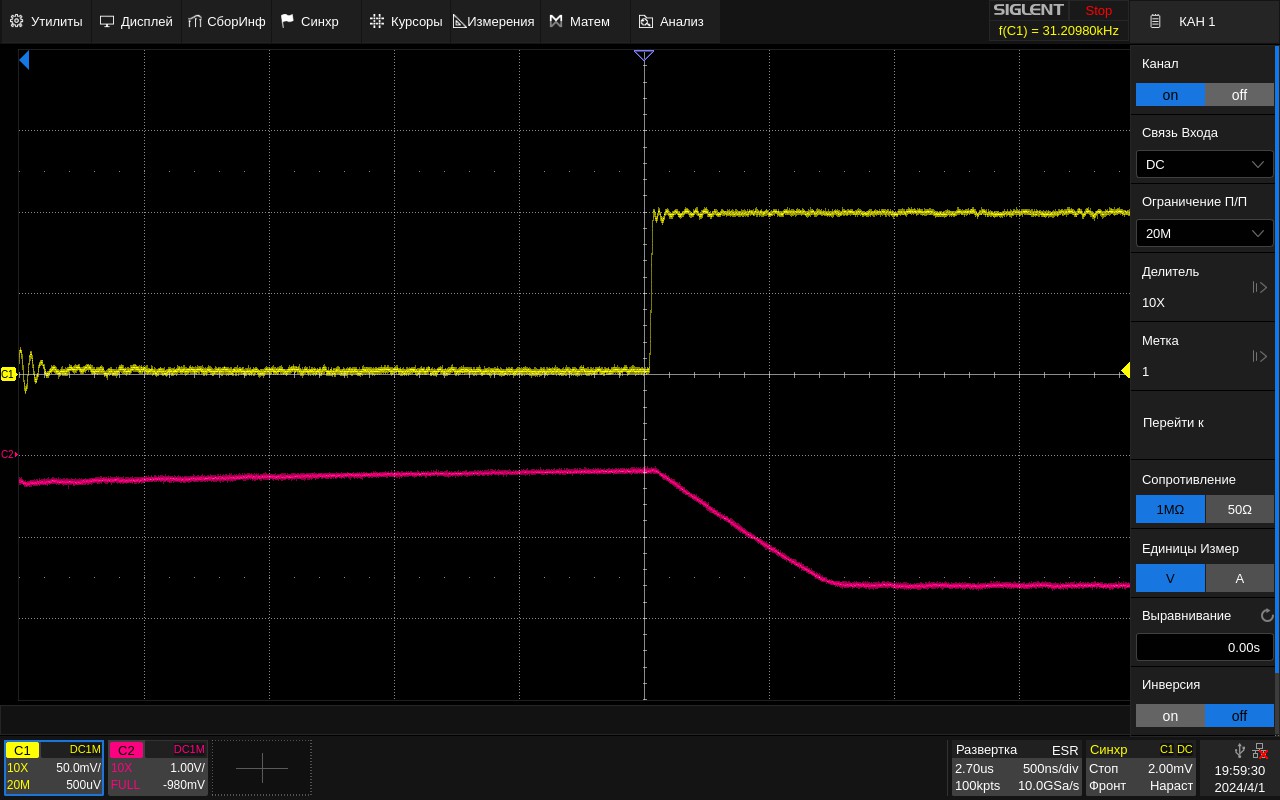 Утилиты
Дисплей
СборИнф
Синхр
Курсоры
Измерения
Матем
Анализ
SIGLENT
Stop
f(C1) = 31.20980kHz
КАН 1
Канал
on
off
Связь Входа
DC
Ограничение П/П
20M
Делитель
10X
Метка
1
Перейти к
Сопротивление
1MΩ
50Ω
Единицы Измер
V
A
Выравнивание
0.00s
Инверсия
on
off
C1
C2
C1
DC1M
10X
50.0mV/
20M
500uV
C2
DC1M
10X
1.00V/
FULL
-980mV
Развертка
ESR
2.70us
500ns/div
100kpts
10.0GSa/s
Синхр
C1 DC
Стоп
2.00mV
Фронт
Нараст
19:59:30
2024/4/1